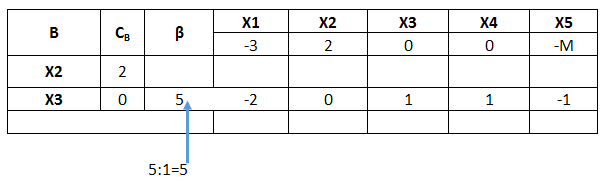 B C_B β X1 X2 X3 X4 X5
-3 2 0 0 -M
X2 2
X3 0 5 -2 0 1 1 -1
5:1=5